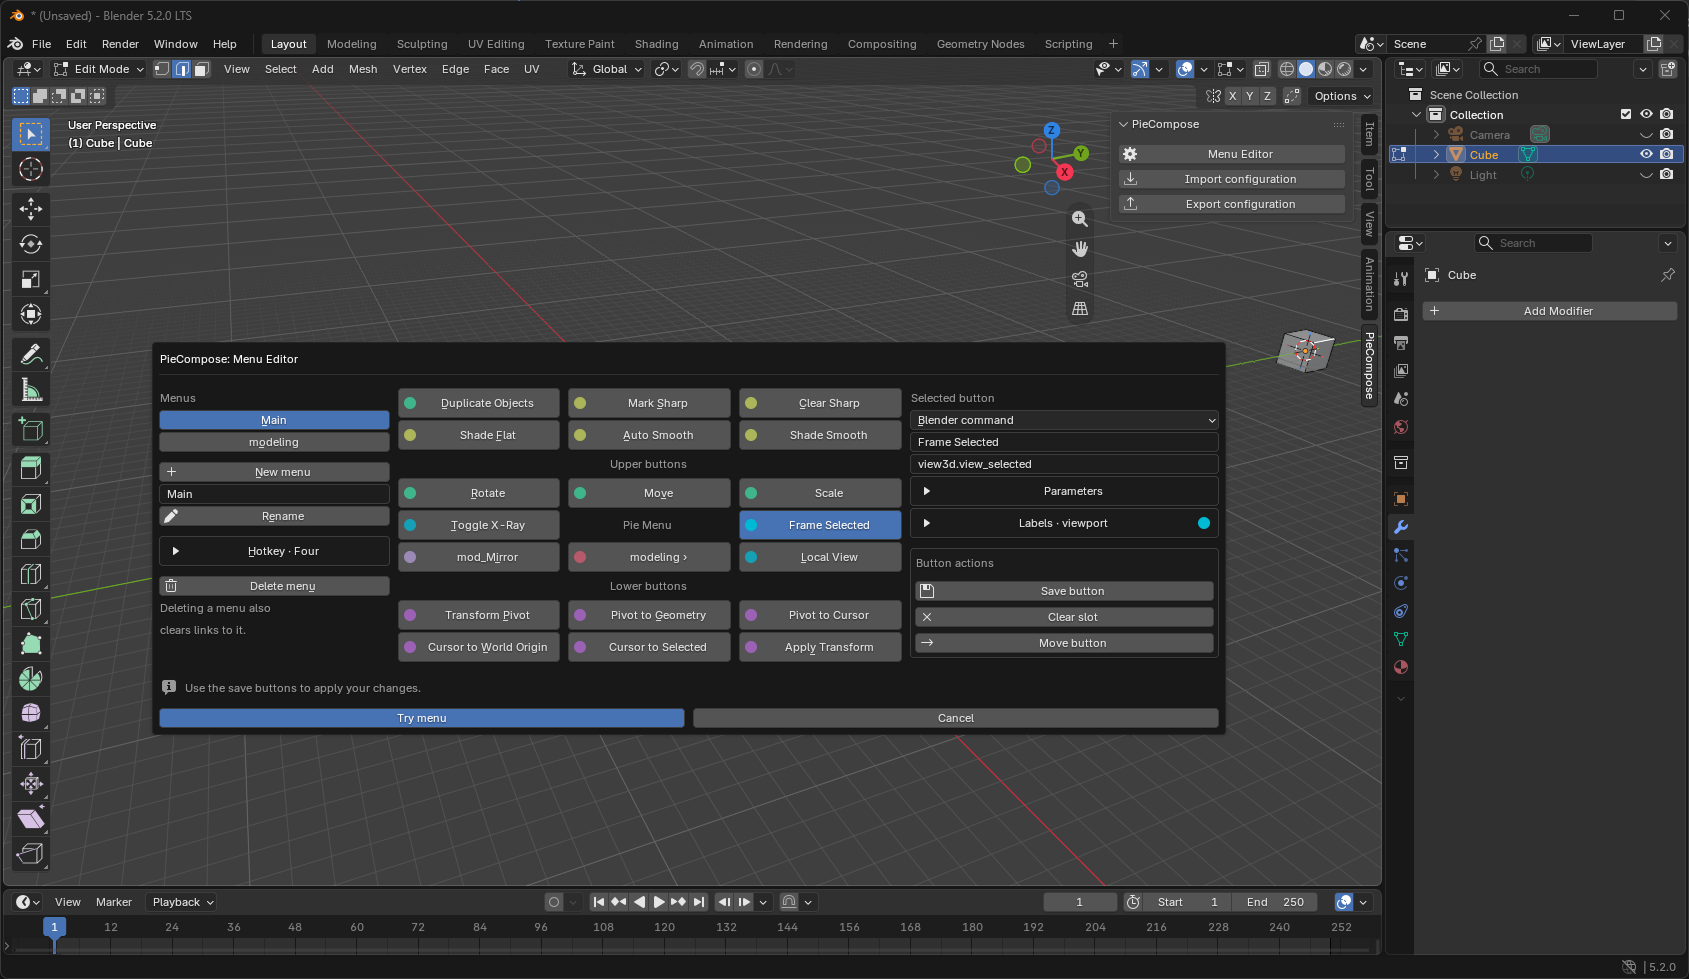 * (Unsaved) - Blender 5.2.0 LTS
File Edit Render Window Help Layout Modeling Sculpting UV Editing Texture Paint Shading Animation Rendering Compositing Geometry Nodes Scripting + Scene ViewLayer
Edit Mode View Select Add Mesh Vertex Edge Face UV Global Search
X Y Z Options
Scene Collection
Collection
Camera
Cube
Light
User Perspective
(1) Cube | Cube
Z
Y
X
PieCompose
Menu Editor
Import configuration
Export configuration
Item
Tool
View
Animation
PieCompose
Search
Cube
Add Modifier
PieCompose: Menu Editor
Menus
Main
modeling
New menu
Main
Rename
Hotkey · Four
Delete menu
Deleting a menu also
clears links to it.
Duplicate Objects Mark Sharp Clear Sharp
Shade Flat Auto Smooth Shade Smooth
Upper buttons
Rotate Move Scale
Toggle X-Ray Pie Menu Frame Selected
mod_Mirror modeling › Local View
Lower buttons
Transform Pivot Pivot to Geometry Pivot to Cursor
Cursor to World Origin Cursor to Selected Apply Transform
Selected button
Blender command
Frame Selected
view3d.view_selected
Parameters
Labels · viewport
Button actions
Save button
Clear slot
Move button
Use the save buttons to apply your changes.
Try menu Cancel
View Marker Playback 1 Start 1 End 250
1 12 24 36 48 60 72 84 96 108 120 132 144 156 168 180 192 204 216 228 240 252
5.2.0